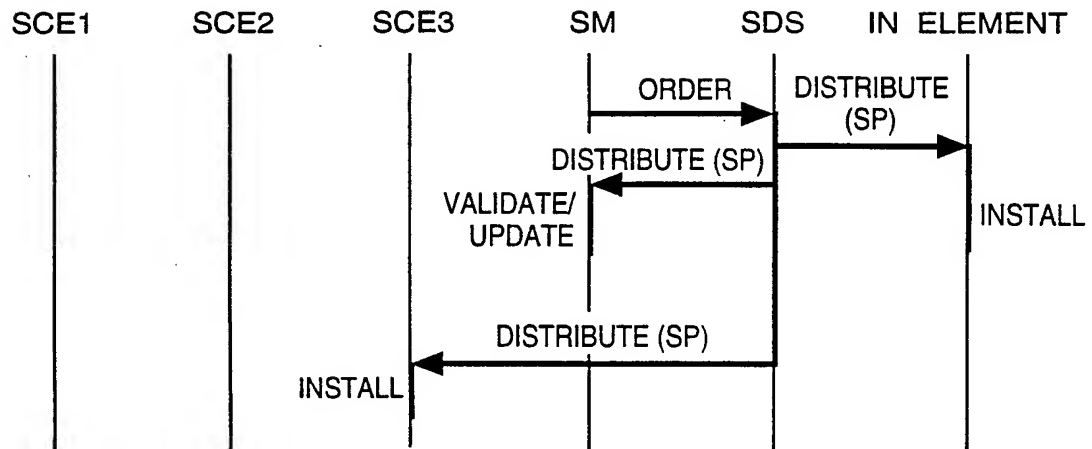 SCE1 SCE2 SCE3 SM SDS IN ELEMENT
ORDER
DISTRIBUTE
(SP)
DISTRIBUTE (SP)
VALIDATE/
UPDATE
INSTALL
DISTRIBUTE (SP)
INSTALL